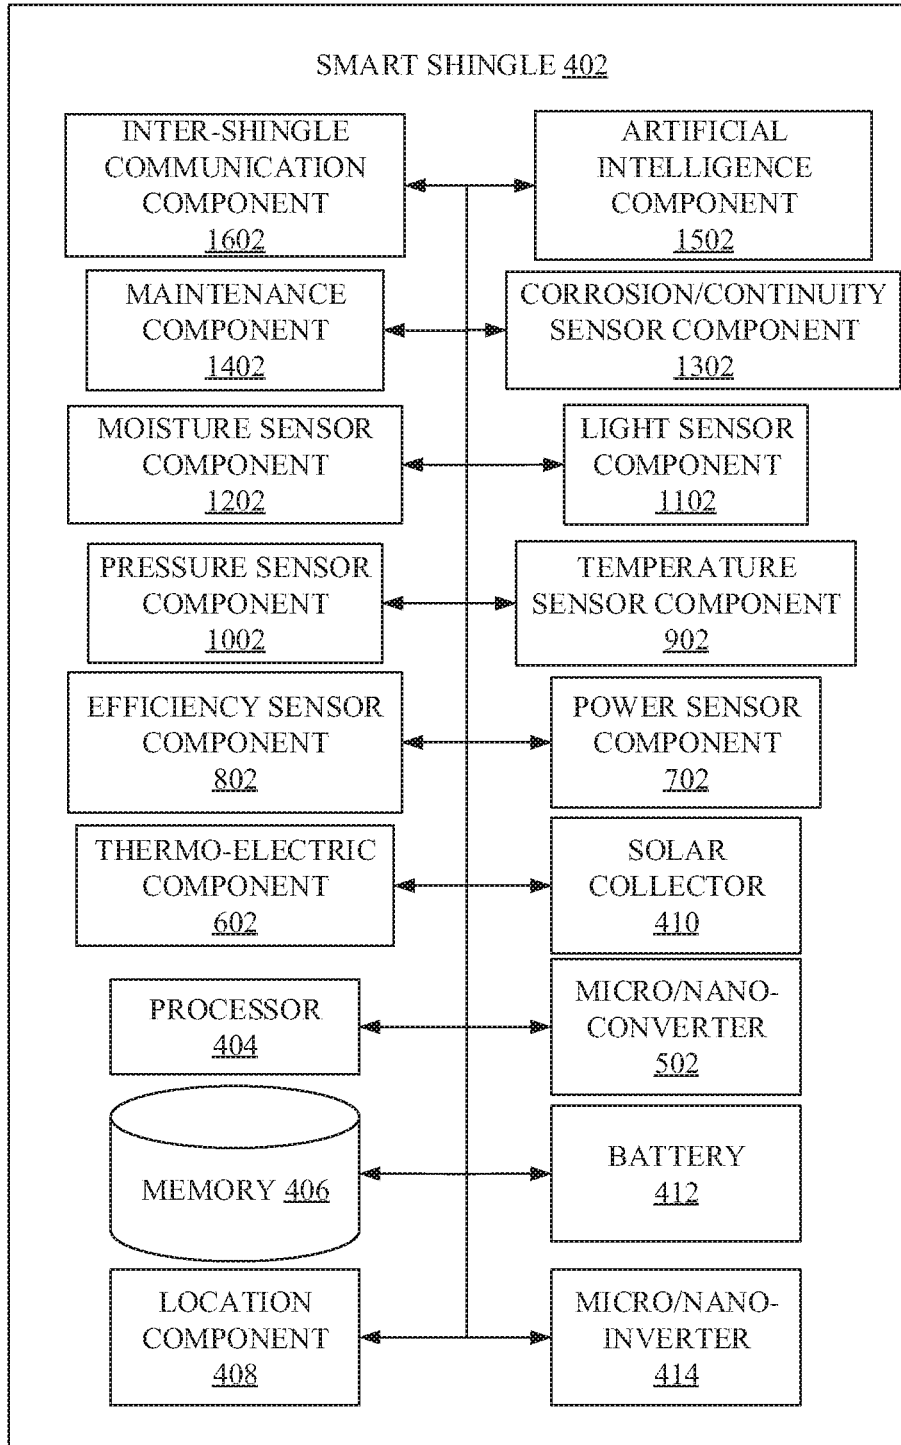 SMART SHINGLE 402
INTER-SHINGLE
COMMUNICATION
COMPONENT
1602
ARTIFICIAL
INTELLIGENCE
COMPONENT
1502
MAINTENANCE
COMPONENT
1402
CORROSION/CONTINUITY
SENSOR COMPONENT
1302
MOISTURE SENSOR
COMPONENT
1202
LIGHT SENSOR
COMPONENT
1102
PRESSURE SENSOR
COMPONENT
1002
TEMPERATURE
SENSOR COMPONENT
902
EFFICIENCY SENSOR
COMPONENT
802
POWER SENSOR
COMPONENT
702
THERMO-ELECTRIC
COMPONENT
602
SOLAR
COLLECTOR
410
PROCESSOR
404
MICRO/NANO-
CONVERTER
502
MEMORY 406
BATTERY
412
LOCATION
COMPONENT
408
MICRO/NANO-
INVERTER
414